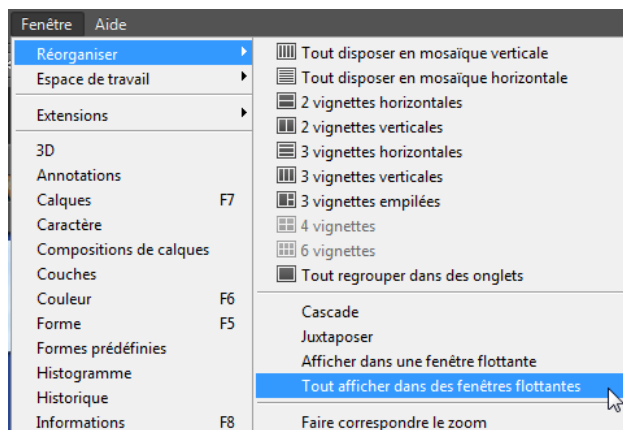 Fenêtre Aide
Réorganiser
Espace de travail
Extensions
3D
Annotations
Calques F7
Caractère
Compositions de calques
Couches
Couleur F6
Forme F5
Formes prédéfinies
Histogramme
Historique
Informations F8
Tout disposer en mosaïque verticale
Tout disposer en mosaïque horizontale
2 vignettes horizontales
2 vignettes verticales
3 vignettes horizontales
3 vignettes verticales
3 vignettes empilées
4 vignettes
6 vignettes
Tout regrouper dans des onglets
Cascade
Juxtaposer
Afficher dans une fenêtre flottante
Tout afficher dans des fenêtres flottantes
Faire correspondre le zoom